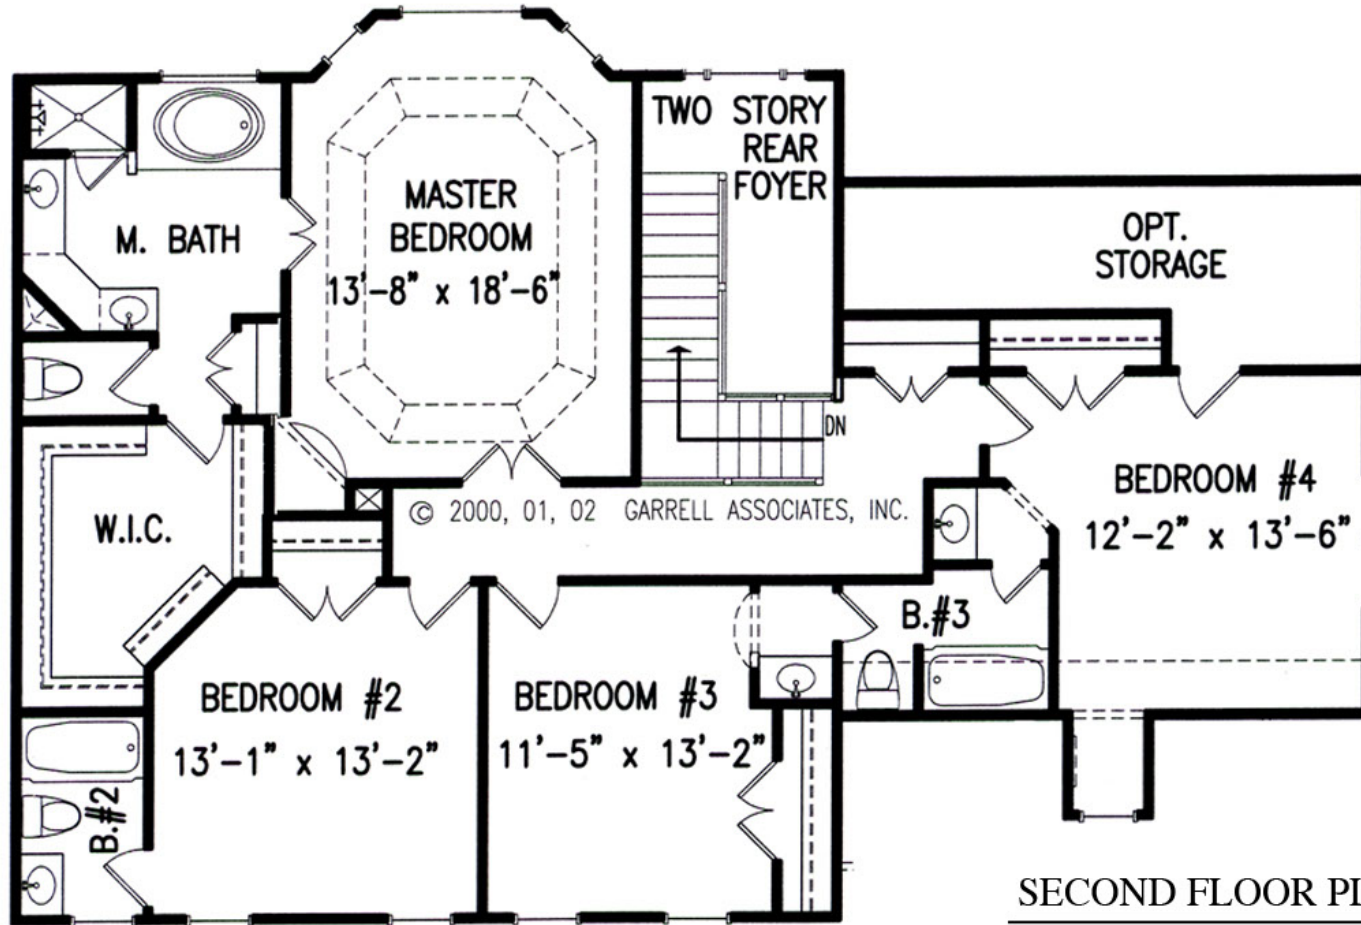 TWO STORY
REAR
FOYER
MASTER
BEDROOM
13'-8" x 18'-6"
M. BATH
OPT.
STORAGE
DN
BEDROOM #4
12'-2" x 13'-6"
© 2000, 01, 02 GARRELL ASSOCIATES, INC.
W.I.C.
B.#3
BEDROOM #2
13'-1" x 13'-2"
BEDROOM #3
11'-5" x 13'-2"
B.#2
SECOND FLOOR PL